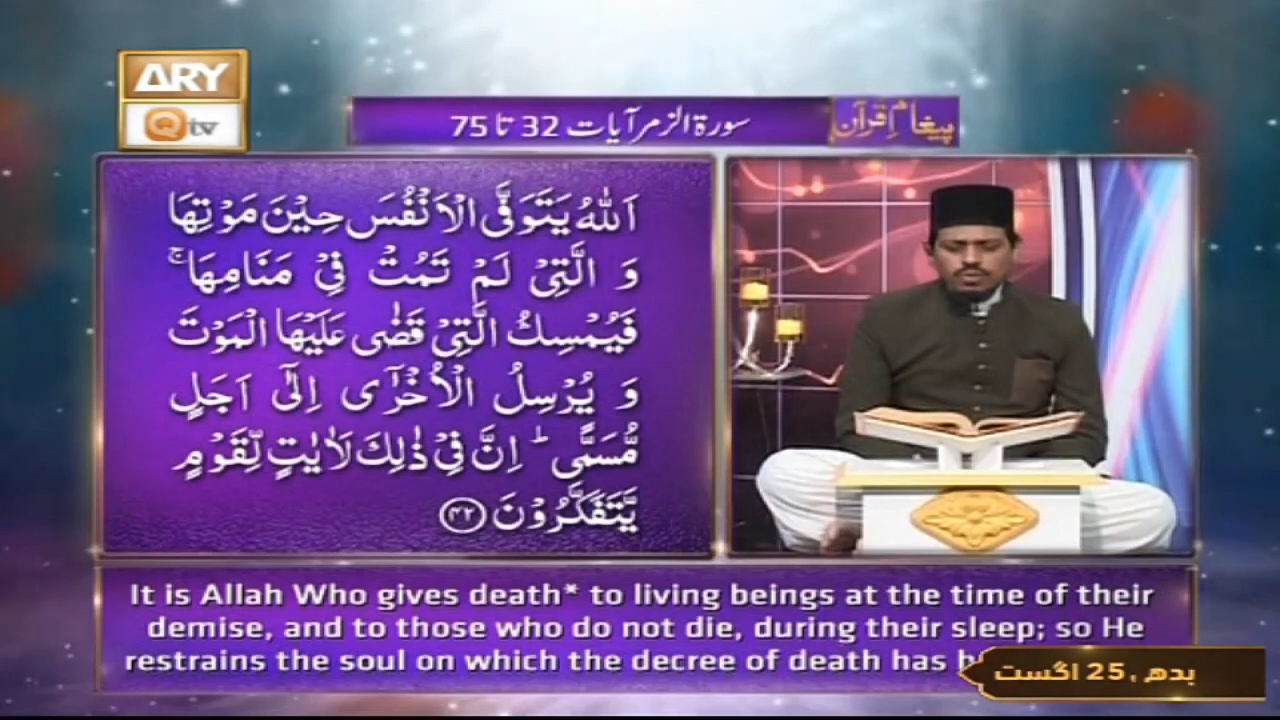 ARY
Qtv
پیغام قرآن
سورۃ الزمر آیات 32 تا 75
اَللّٰهُ یَتَوَفَّى الْاَنْفُسَ حِیْنَ مَوْتِهَا
وَ الَّتِیْ لَمْ تَمُتْ فِیْ مَنَامِهَاۚ
فَیُمْسِكُ الَّتِیْ قَضٰى عَلَیْهَا الْمَوْتَ
وَ یُرْسِلُ الْاُخْرٰۤى اِلٰۤى اَجَلٍ
مُّسَمًّىؕ اِنَّ فِیْ ذٰلِكَ لَاٰیٰتٍ لِّقَوْمٍ
یَّتَفَكَّرُوْنَ ﴿۴۲﴾
It is Allah Who gives death* to living beings at the time of their
demise, and to those who do not die, during their sleep; so He
restrains the soul on which the decree of death has
بدھ، 25 اگست